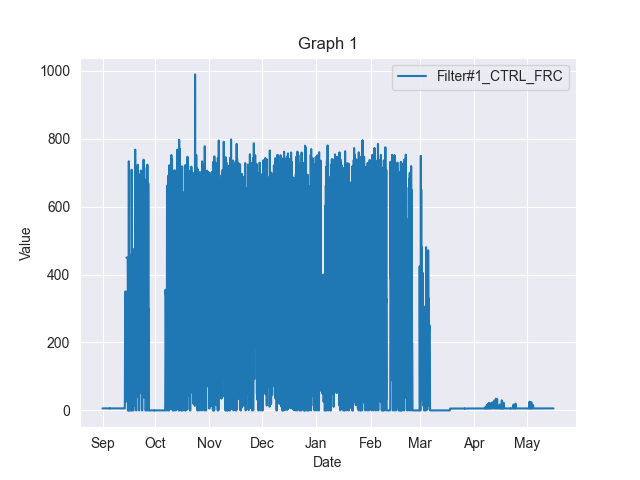 Graph 1
Filter#1_CTRL_FRC
1000
800
600
400
200
0
Value
Sep Oct Nov Dec Jan Feb Mar Apr May
Date